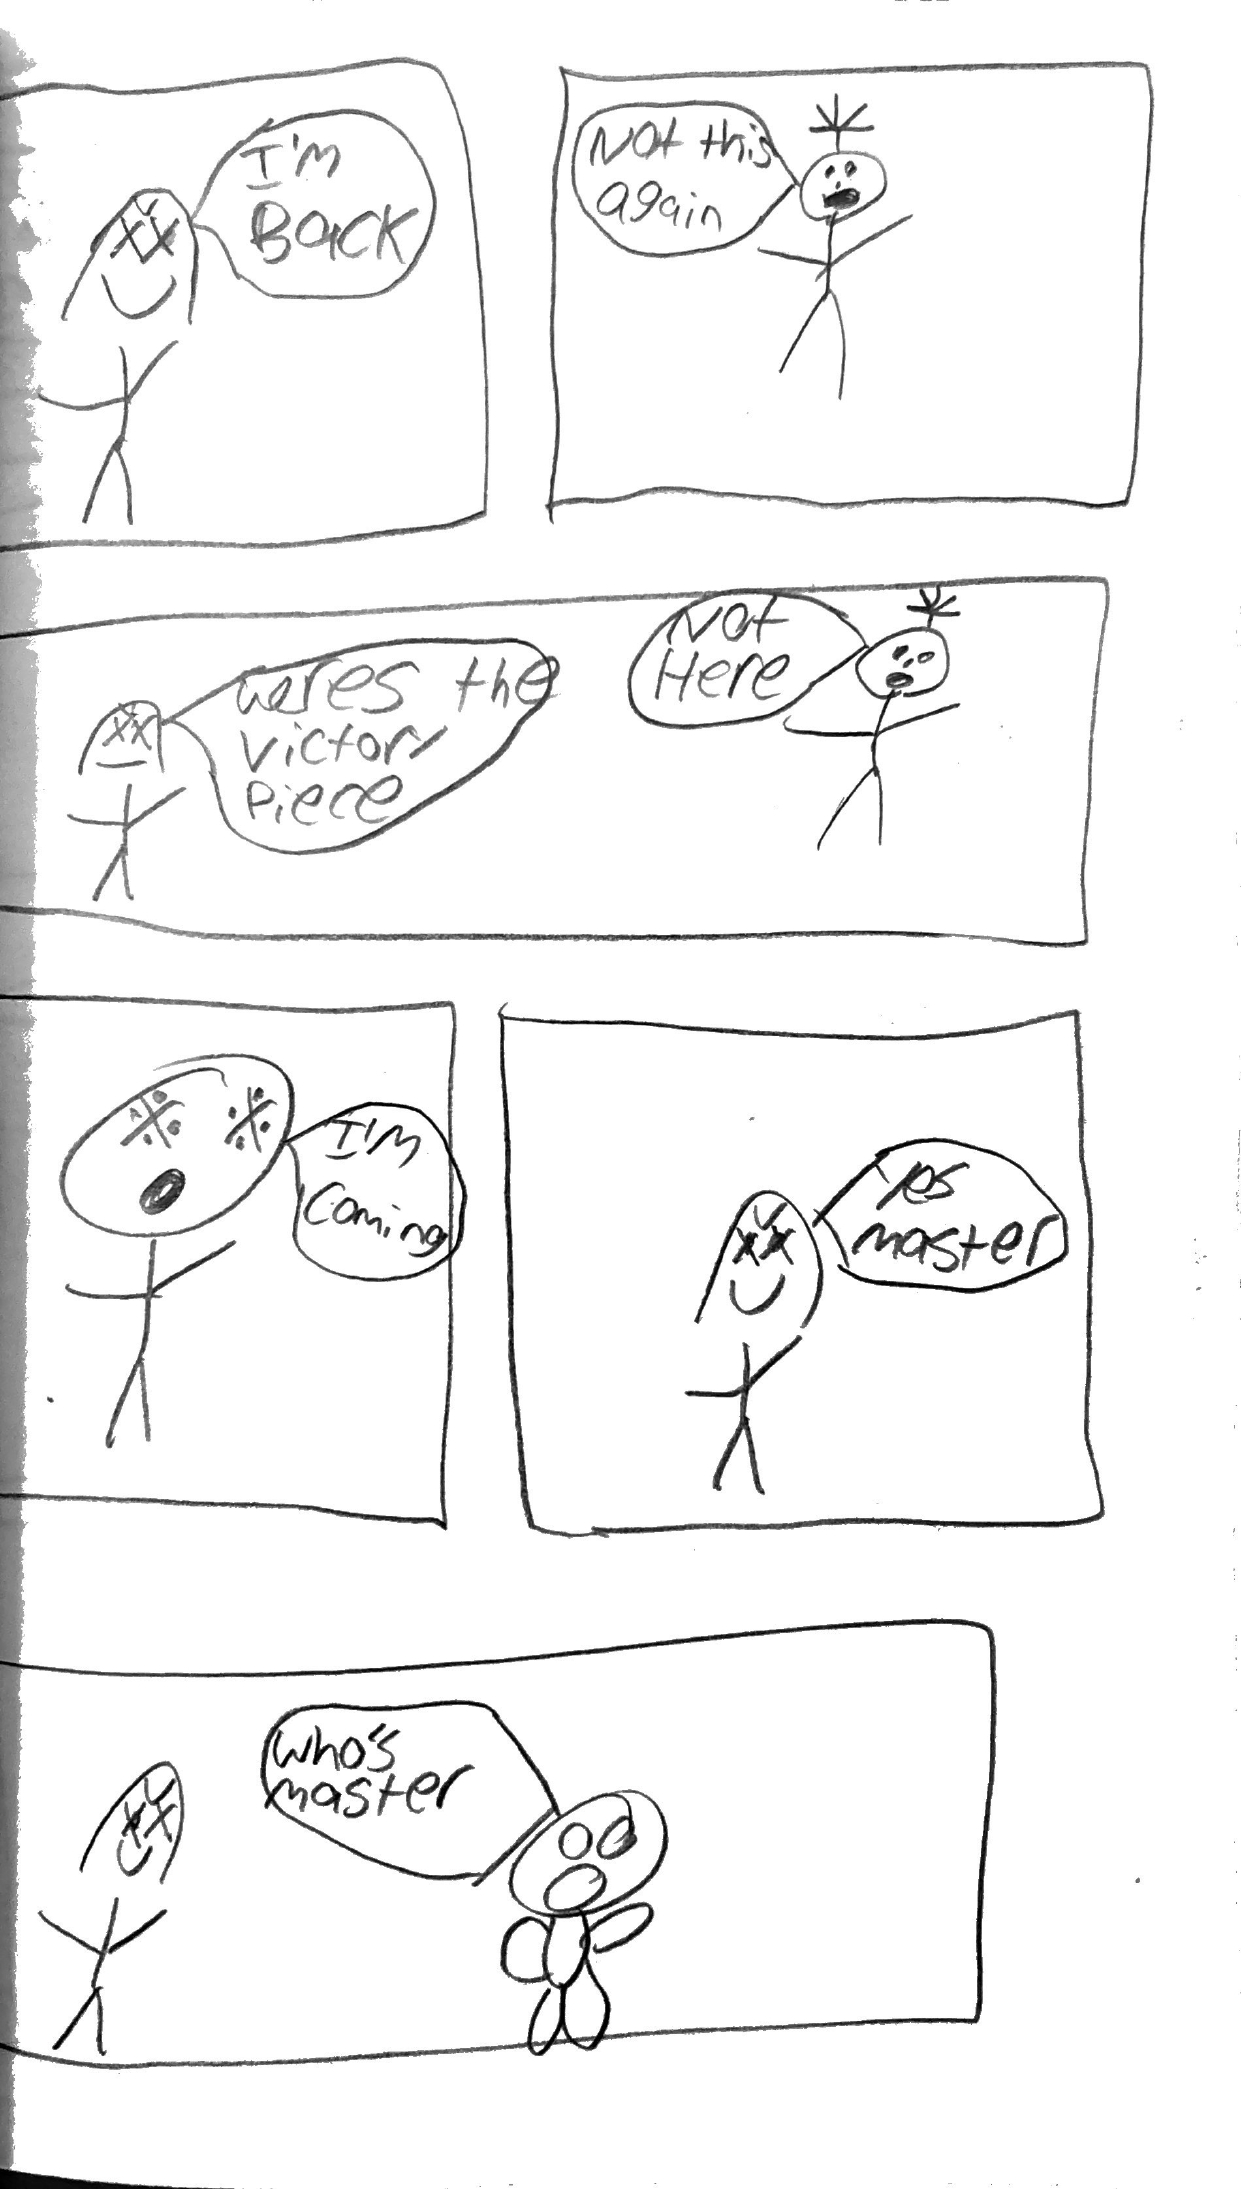 I'm
Back
Not this
again
weres the
victory
Piece
Not
Here
I'm
Coming
Yes
master
who's
master